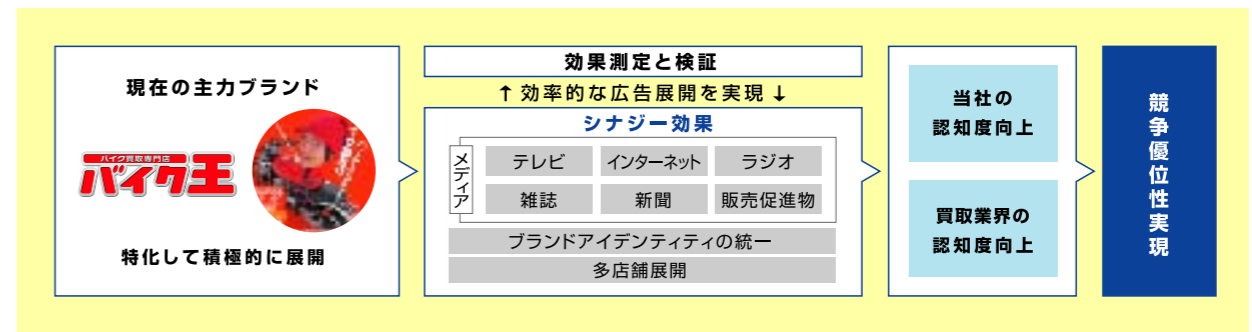 現在の主力ブランド
バイク買取専門店
バイク王
特化して積極的に展開
効果測定と検証
↑効率的な広告展開を実現↓
シナジー効果
メディア
テレビ
インターネット
ラジオ
雑誌
新聞
販売促進物
ブランドアイデンティティの統一
多店舗展開
当社の
認知度向上
買取業界の
認知度向上
競争優位性実現